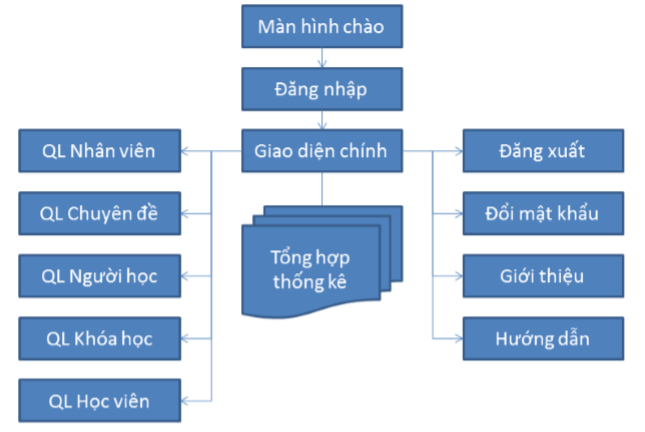 Màn hình chào
Đăng nhập
QL Nhân viên
Giao diện chính
Đăng xuất
QL Chuyên đề
Đổi mật khẩu
Tổng hợp
thống kê
QL Người học
Giới thiệu
QL Khóa học
Hướng dẫn
QL Học viên